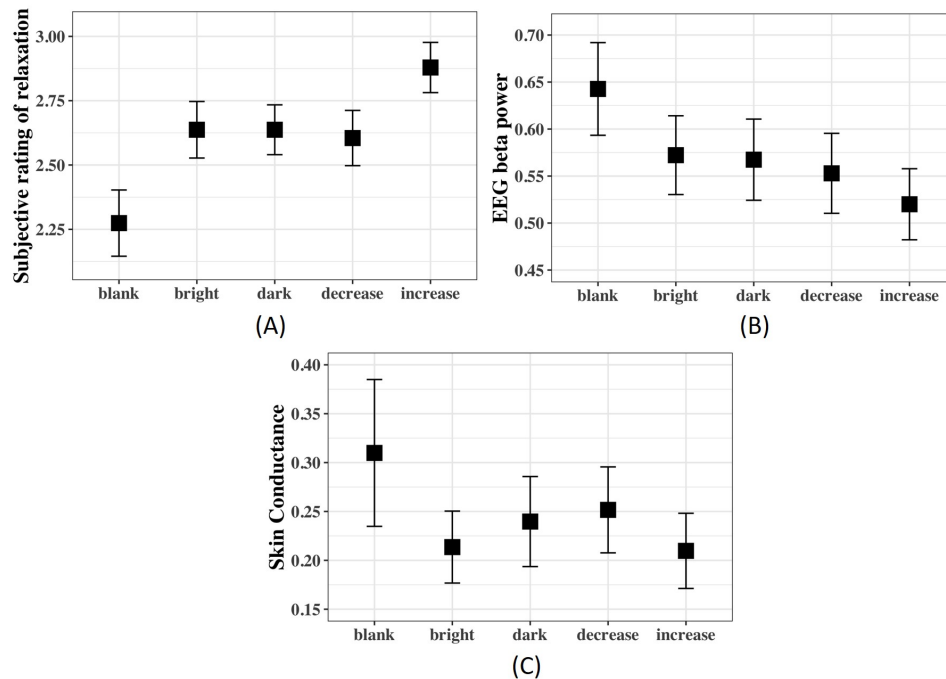 Subjective rating of relaxation
3.00
2.75
2.50
2.25
blank bright dark decrease increase
(A)
EEG beta power
0.70
0.65
0.60
0.55
0.50
0.45
blank bright dark decrease increase
(B)
Skin Conductance
0.40
0.35
0.30
0.25
0.20
0.15
blank bright dark decrease increase
(C)